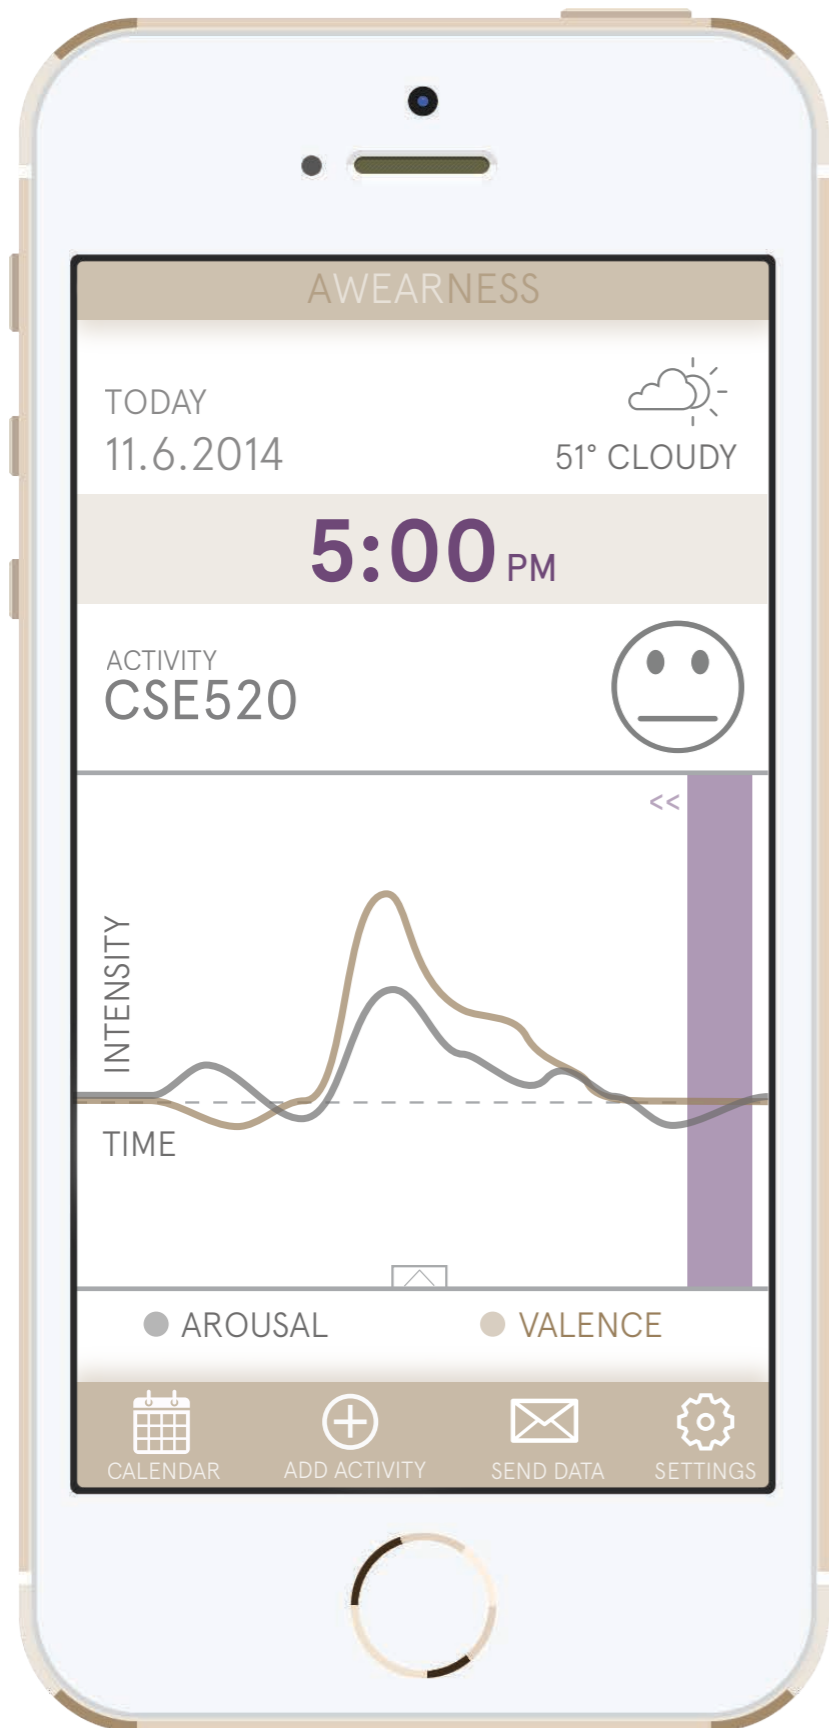 AWEARNESS
TODAY
11.6.2014
51° CLOUDY
5:00 PM
ACTIVITY
CSE520
<<
INTENSITY
TIME
AROUSAL
VALENCE
CALENDAR
ADD ACTIVITY
SEND DATA
SETTINGS